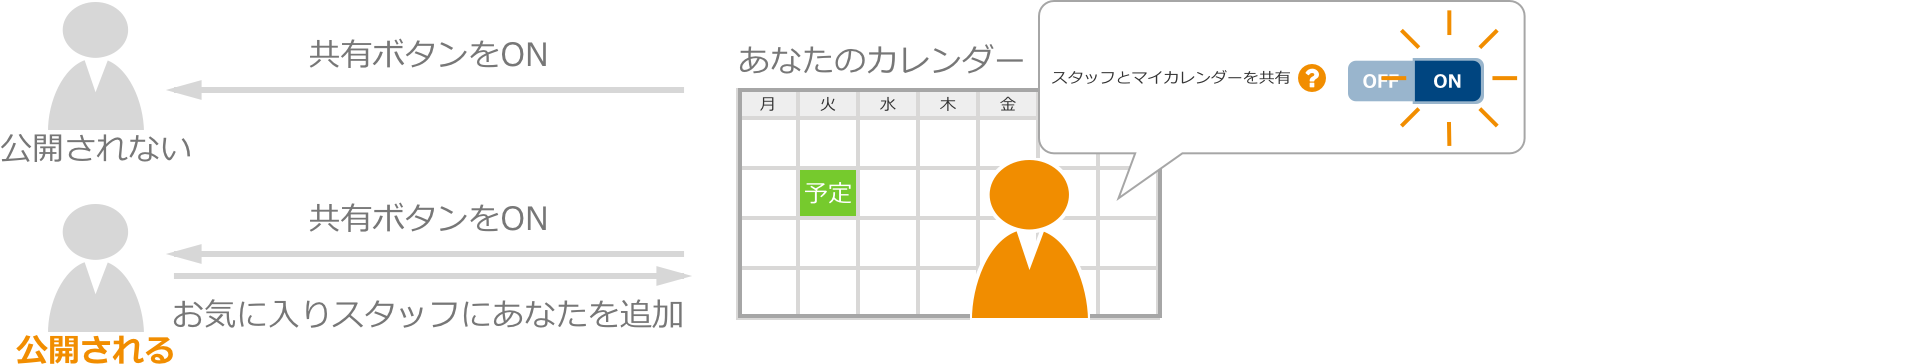 共有ボタンをON
公開されない
共有ボタンをON
お気に入りスタッフにあなたを追加
公開される
あなたのカレンダー
月 火 水 木 金
予定
スタッフとマイカレンダーを共有 ? OFF ON